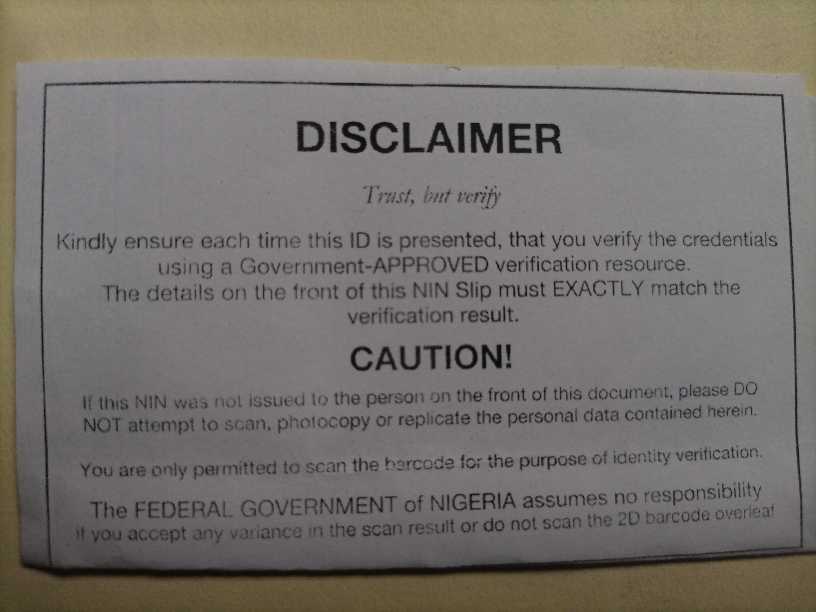 DISCLAIMER
Trust, but verify
Kindly ensure each time this ID is presented, that you verify the credentials
using a Government-APPROVED verification resource.
The details on the front of this NIN Slip must EXACTLY match the
verification result.
CAUTION!
If this NIN was not issued to the person on the front of this document, please DO
NOT attempt to scan, photocopy or replicate the personal data contained herein.
You are only permitted to scan the barcode for the purpose of identity verification.
The FEDERAL GOVERNMENT of NIGERIA assumes no responsibility
if you accept any variance in the scan result or do not scan the 2D barcode overleaf